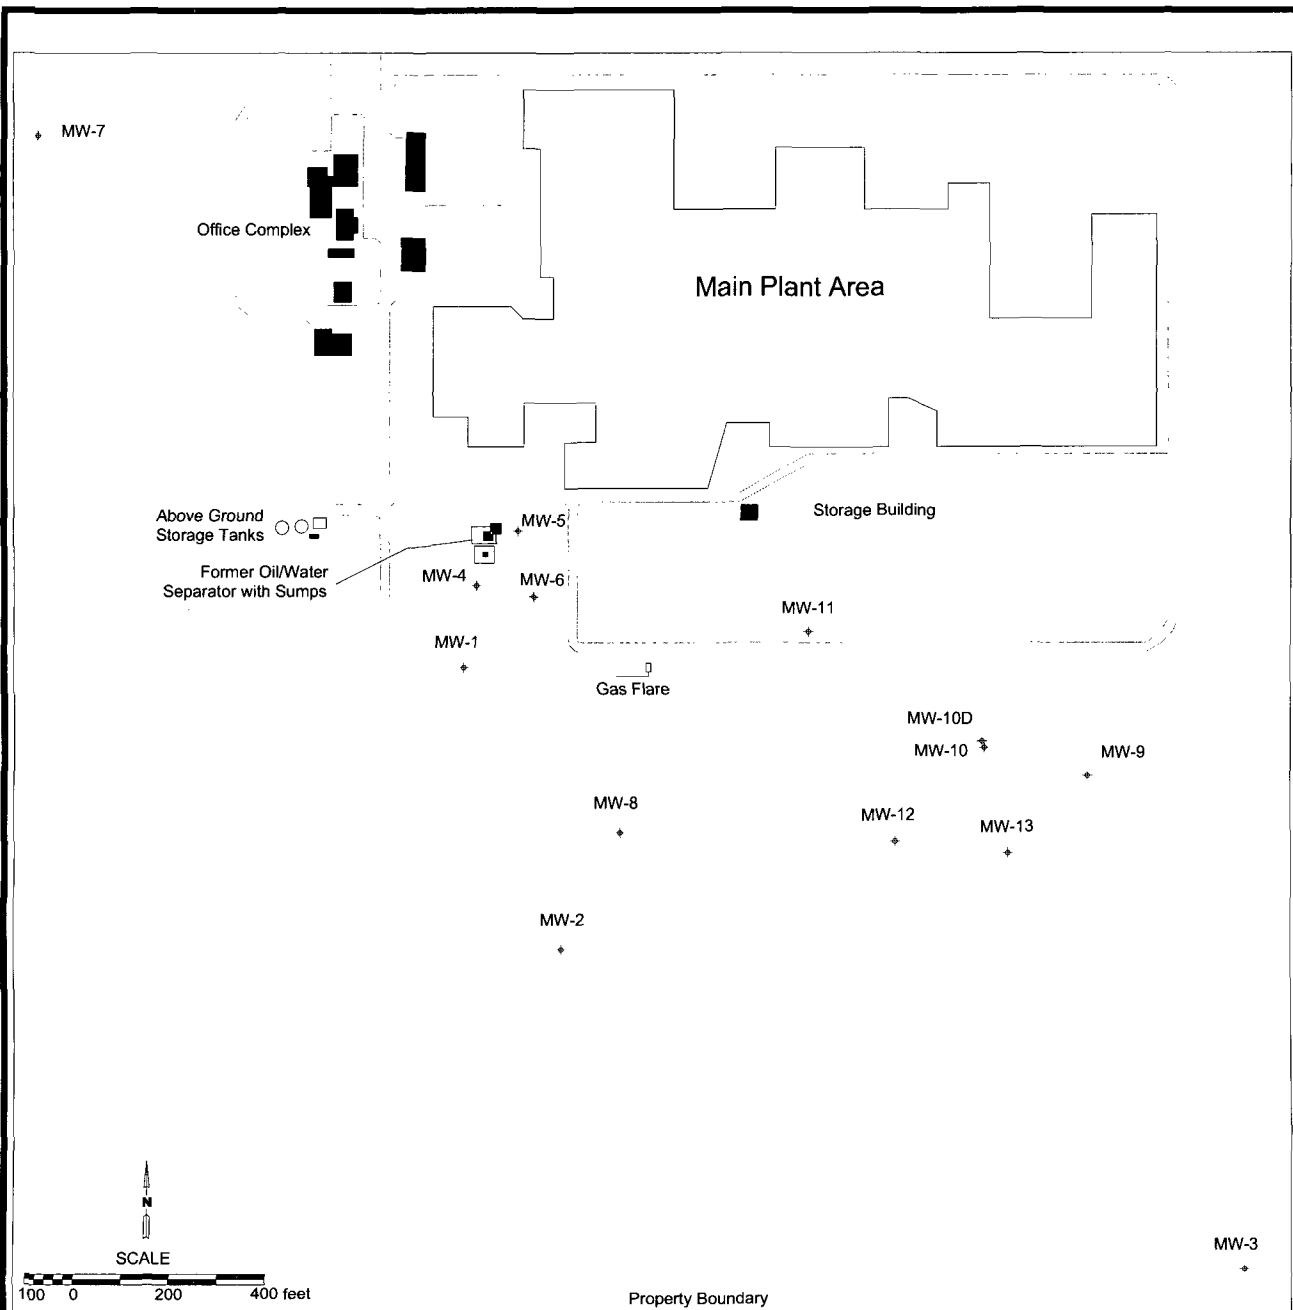 MW-7
Office Complex
Main Plant Area
Above Ground
Storage Tanks
MW-5
Storage Building
Former Oil/Water
Separator with Sumps
MW-4
MW-6
MW-11
MW-1
Gas Flare
MW-10D
MW-10
MW-9
MW-8
MW-12
MW-13
MW-2
N
SCALE
100 0 200 400 feet
MW-3
Property Boundary